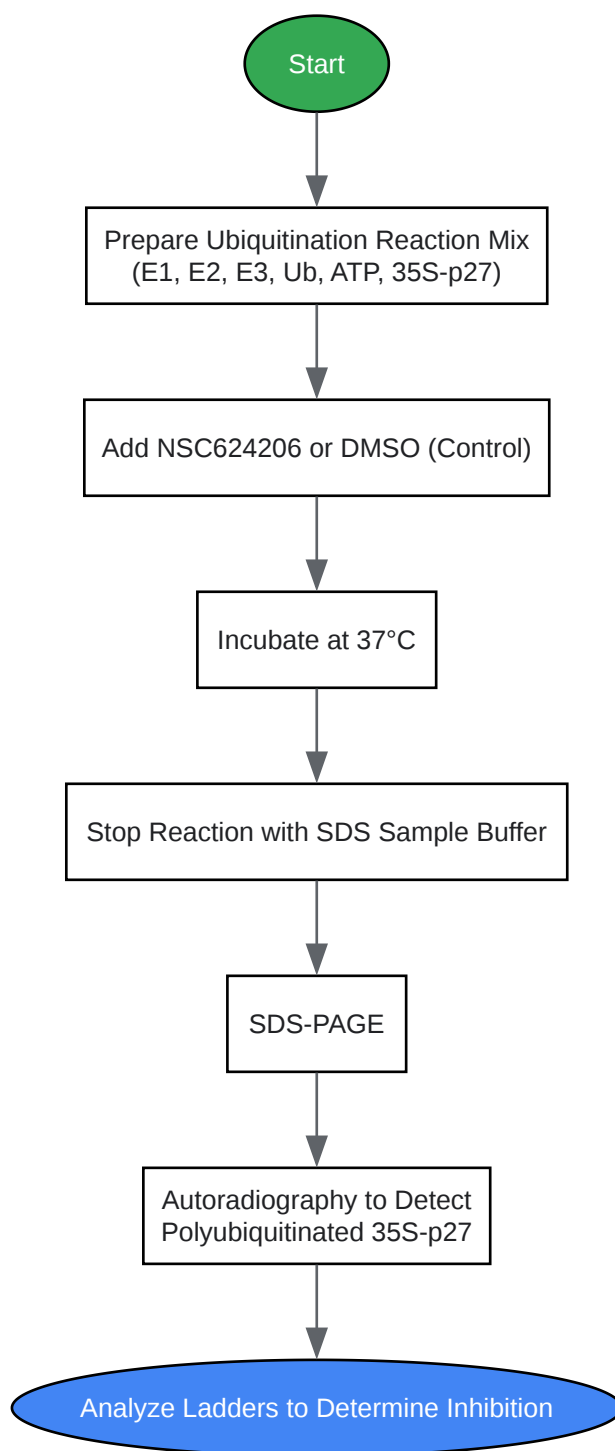 Start
Prepare Ubiquitination Reaction Mix
(E1, E2, E3, Ub, ATP, 35S-p27)
Add NSC624206 or DMSO (Control)
Incubate at 37°C
Stop Reaction with SDS Sample Buffer
SDS-PAGE
Autoradiography to Detect
Polyubiquitinated 35S-p27
Analyze Ladders to Determine Inhibition